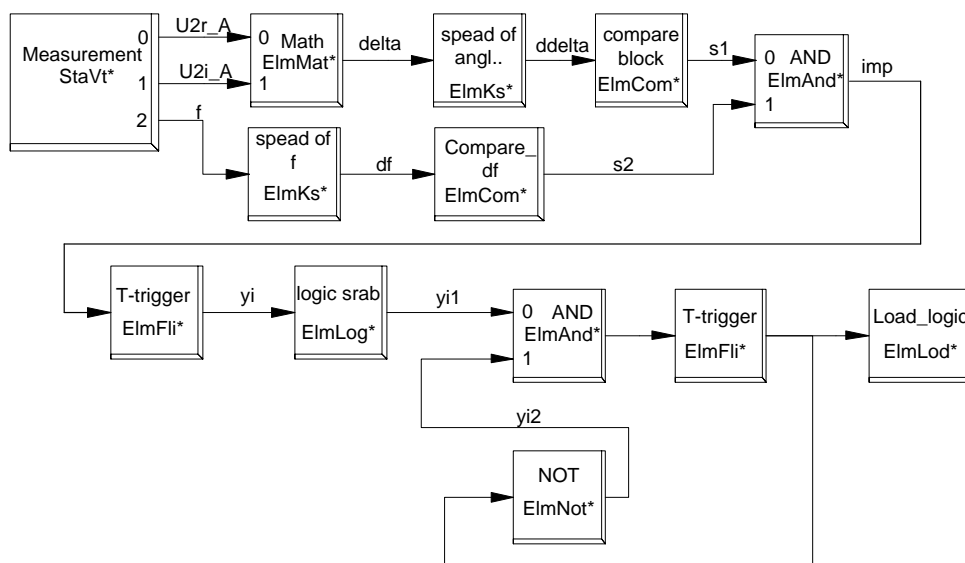 U2r_A
Measurement
StaVt*
0
1
2
U2i_A
f
0
1
Math
ElmMat*
delta
spead of
angl..
ElmKs*
ddelta
compare
block
ElmCom*
s1
0 AND
ElmAnd*
1
imp
spead of
f
ElmKs*
df
Compare_
df
ElmCom*
s2
T-trigger
ElmFli*
yi
logic srab
ElmLog*
yi1
0 AND
ElmAnd*
1
T-trigger
ElmFli*
Load_logic
ElmLod*
yi2
NOT
ElmNot*